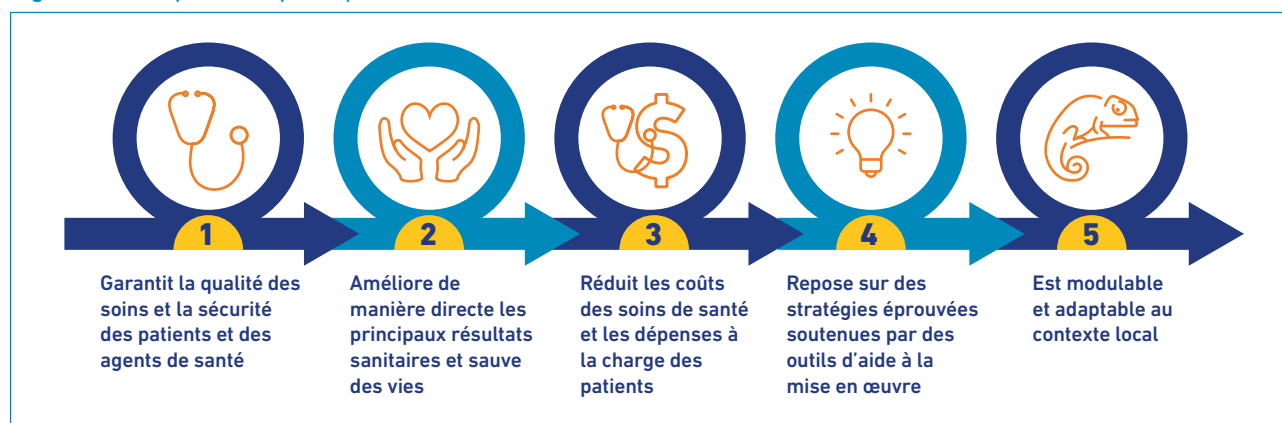 1
Garantit la qualité des
soins et la sécurité
des patients et des
agents de santé
2
Améliore de
manière directe les
principaux résultats
sanitaires et sauve
des vies
3
Réduit les coûts
des soins de santé
et les dépenses à
la charge des
patients
4
Repose sur des
stratégies éprouvées
soutenues par des
outils d’aide à la
mise en œuvre
5
Est modulable
et adaptable au
contexte local